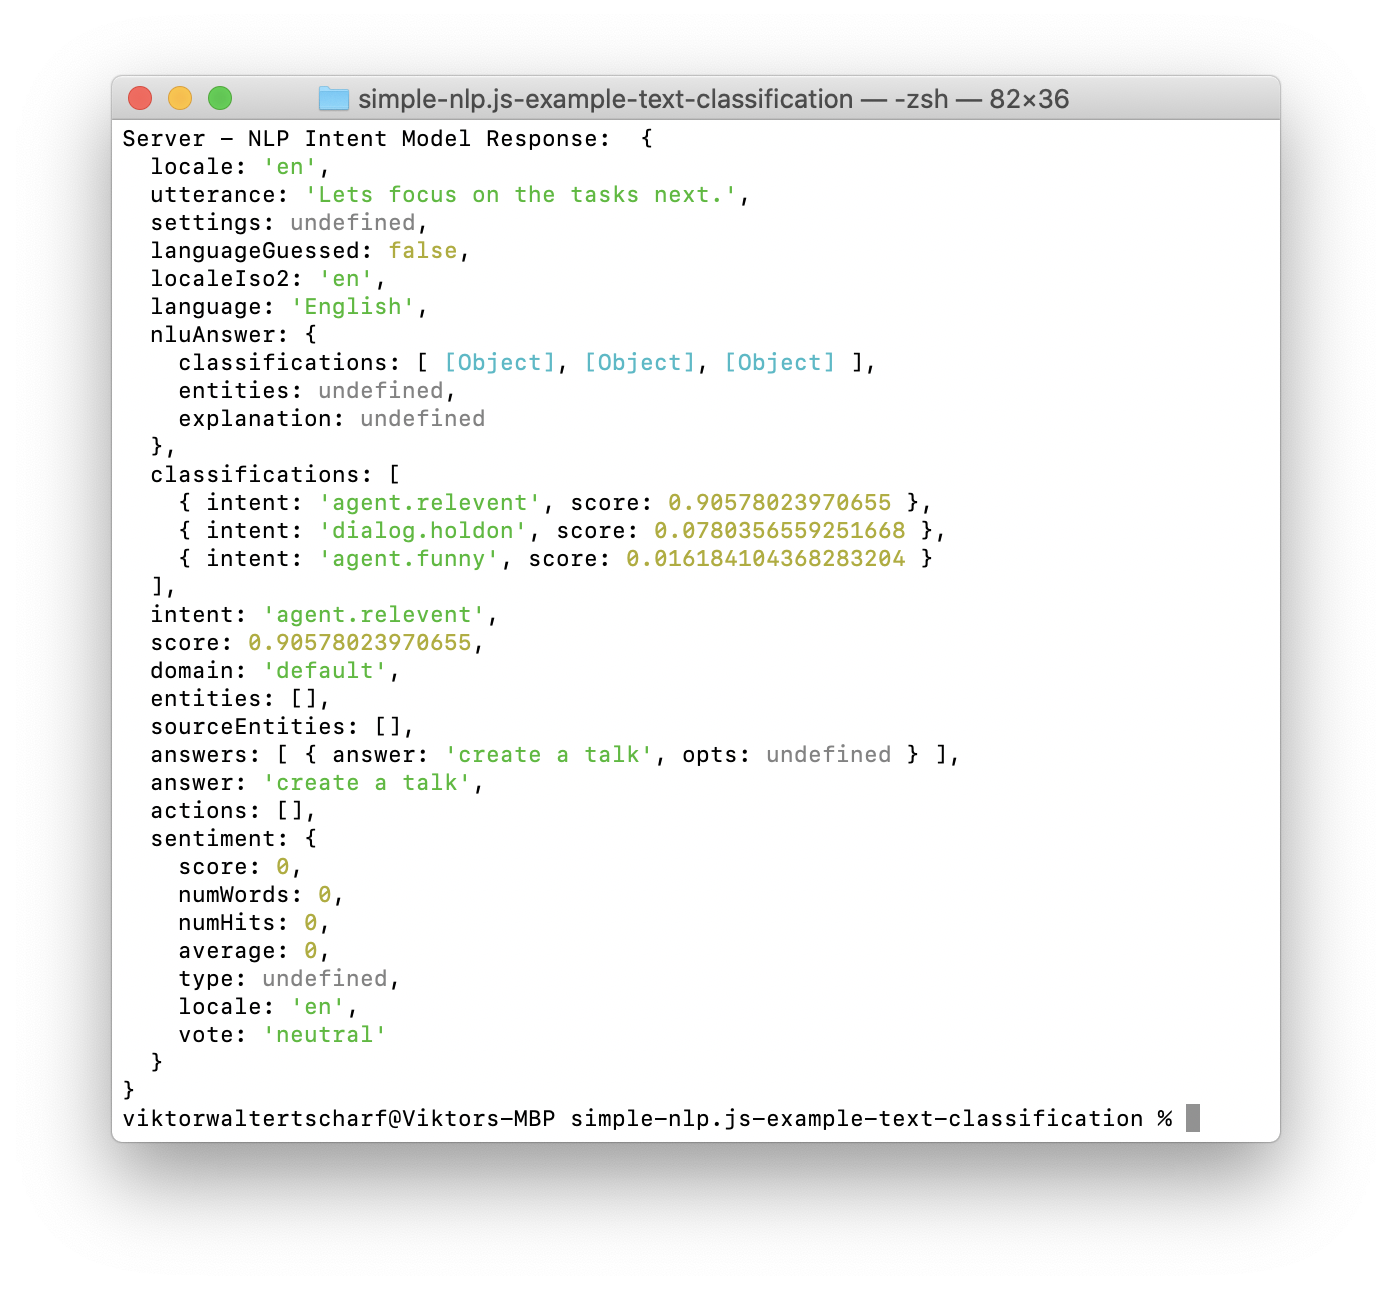 simple-nlp.js-example-text-classification — -zsh — 82×36
Server – NLP Intent Model Response:  {
  locale: 'en',
  utterance: 'Lets focus on the tasks next.',
  settings: undefined,
  languageGuessed: false,
  localeIso2: 'en',
  language: 'English',
  nluAnswer: {
    classifications: [ [Object], [Object], [Object] ],
    entities: undefined,
    explanation: undefined
  },
  classifications: [
    { intent: 'agent.relevent', score: 0.90578023970655 },
    { intent: 'dialog.holdon', score: 0.0780356559251668 },
    { intent: 'agent.funny', score: 0.016184104368283204 }
  ],
  intent: 'agent.relevent',
  score: 0.90578023970655,
  domain: 'default',
  entities: [],
  sourceEntities: [],
  answers: [ { answer: 'create a talk', opts: undefined } ],
  answer: 'create a talk',
  actions: [],
  sentiment: {
    score: 0,
    numWords: 0,
    numHits: 0,
    average: 0,
    type: undefined,
    locale: 'en',
    vote: 'neutral'
  }
}
viktorwaltertscharf@Viktors-MBP simple-nlp.js-example-text-classification %